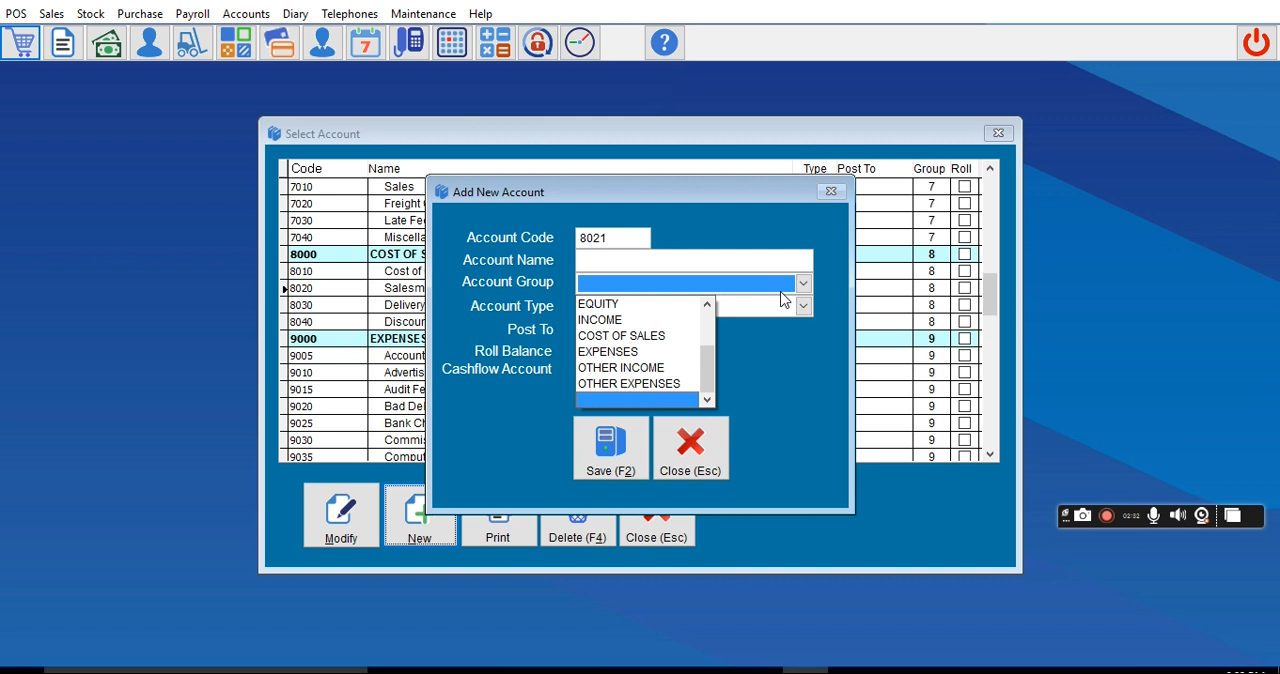 POS Sales Stock Purchase Payroll Accounts Diary Telephones Maintenance Help
7
?
Select Account
Code Name Type Post To Group Roll
7010 Sales 7
7020 Freight 7
7030 Late Fe 7
7040 Miscella 7
8000 COST OF S 8
8010 Cost of 8
8020 Salesm 8
8030 Delivery 8
8040 Discour 8
9000 EXPENSES 9
9005 Account 9
9010 Advertis 9
9015 Audit Fe 9
9020 Bad De 9
9025 Bank C 9
9030 Commi 9
9035 Comput 9
Add New Account
Account Code 8021
Account Name
Account Group
Account Type
Post To
Roll Balance
Cashflow Account
EQUITY
INCOME
COST OF SALES
EXPENSES
OTHER INCOME
OTHER EXPENSES
Save (F2) Close (Esc)
Modify New Print Delete (F4) Close (Esc)
02:32